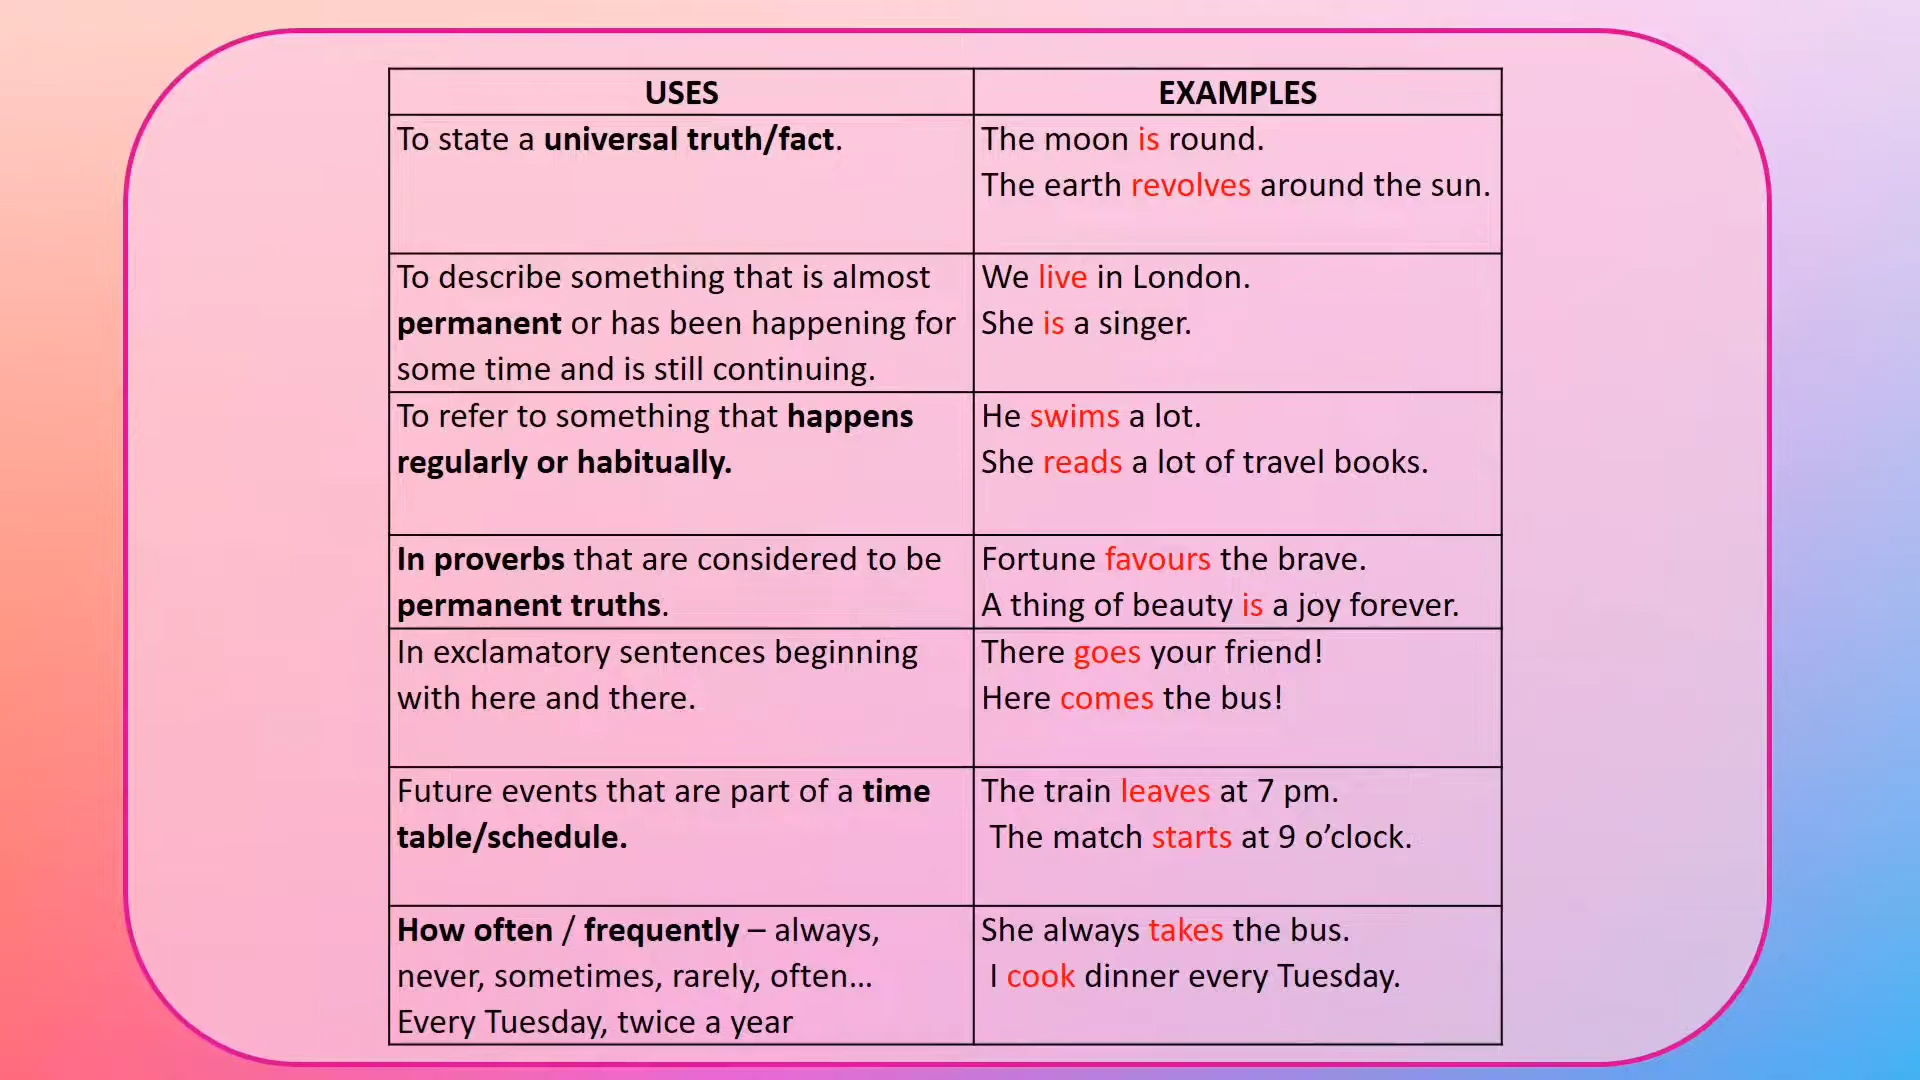 USES
EXAMPLES
To state a universal truth/fact.
The moon is round.
The earth revolves around the sun.
To describe something that is almost
permanent or has been happening for
some time and is still continuing.
We live in London.
She is a singer.
To refer to something that happens
regularly or habitually.
He swims a lot.
She reads a lot of travel books.
In proverbs that are considered to be
permanent truths.
Fortune favours the brave.
A thing of beauty is a joy forever.
In exclamatory sentences beginning
with here and there.
There goes your friend!
Here comes the bus!
Future events that are part of a time
table/schedule.
The train leaves at 7 pm.
The match starts at 9 o’clock.
How often / frequently – always,
never, sometimes, rarely, often...
Every Tuesday, twice a year
She always takes the bus.
I cook dinner every Tuesday.